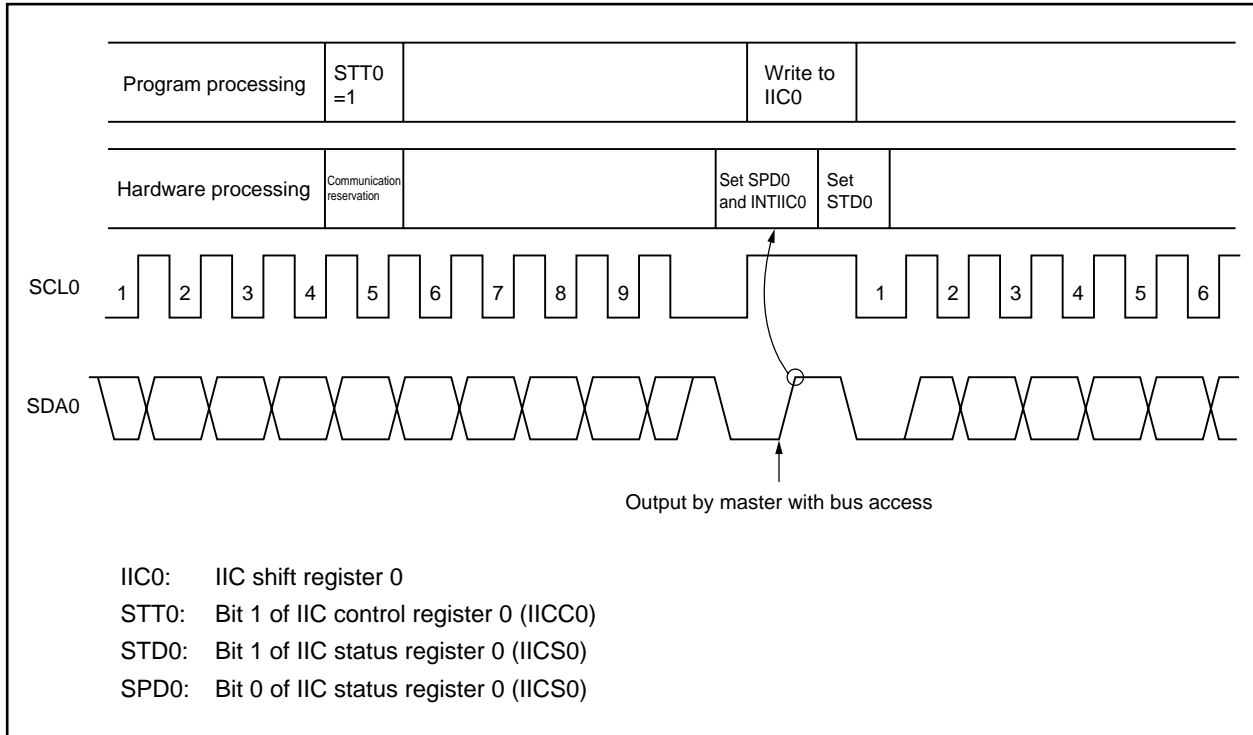 Program processing
STT0
=1
Write to
IIC0
Hardware processing
Communication
reservation
Set SPD0
and INTIIC0
Set
STD0
SCL0
1 2 3 4 5 6 7 8 9 1 2 3 4 5 6
SDA0
Output by master with bus access
IIC0: IIC shift register 0
STT0: Bit 1 of IIC control register 0 (IICC0)
STD0: Bit 1 of IIC status register 0 (IICS0)
SPD0: Bit 0 of IIC status register 0 (IICS0)